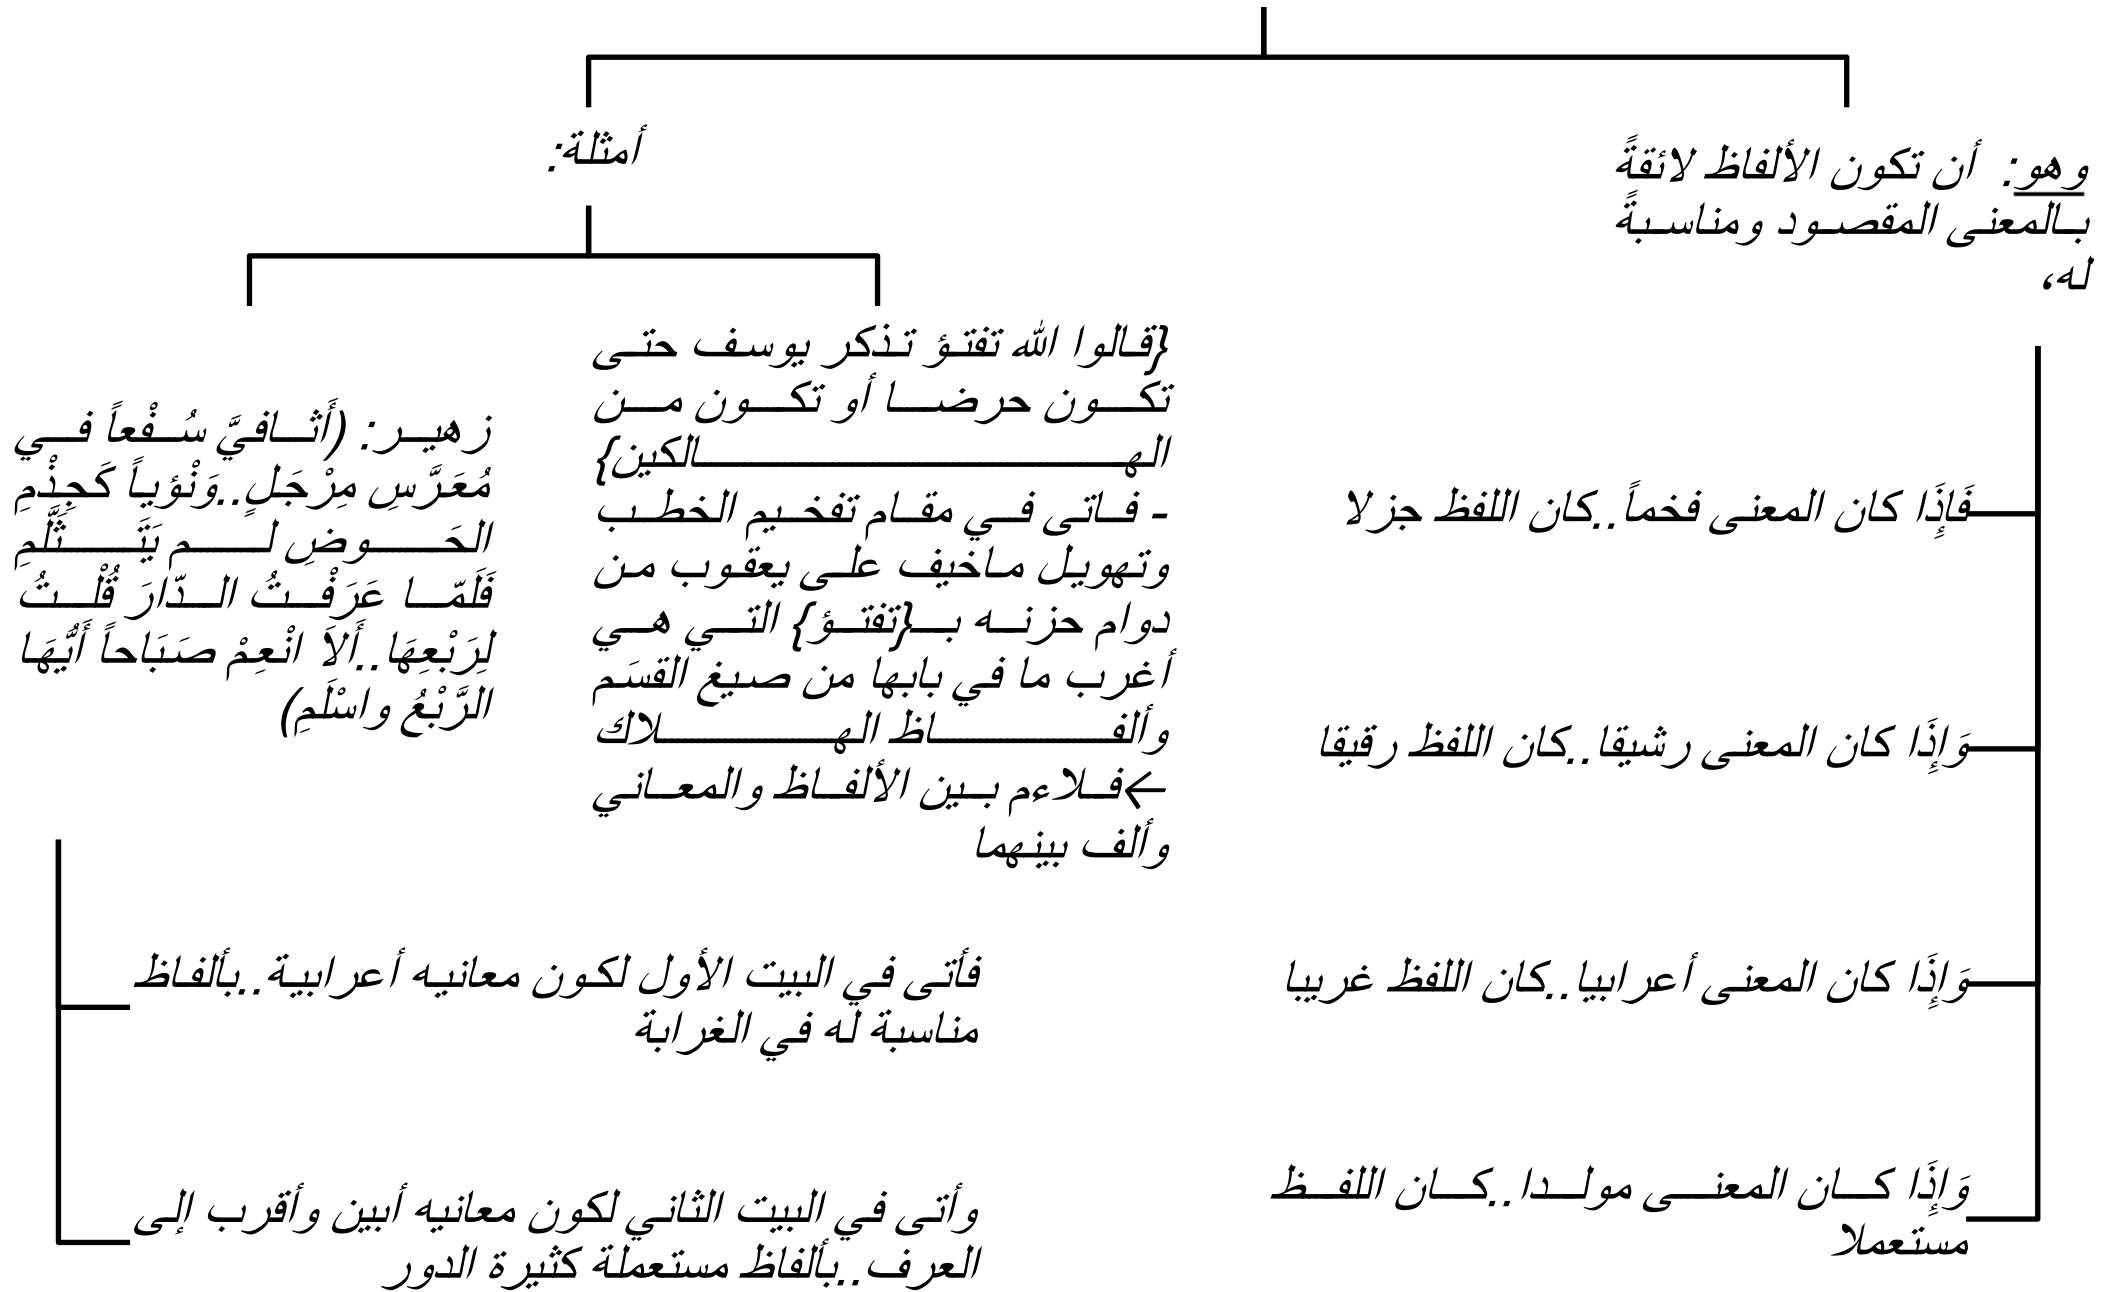 وهو: أن تكون الألفاظ لائقةً
بالمعنى المقصود ومناسبةً
له،
فَإِذَا كان المعنى فخماً..كان اللفظ جزلا
وَإِذَا كان المعنى رشيقا..كان اللفظ رقيقا
وَإِذَا كان المعنى أعرابيا..كان اللفظ غريبا
وَإِذَا كان المعنى مولدا..كان اللفظ
مستعملا
أمثلة:
{قالوا الله تفتؤ تذكر يوسف حتى
تكون حرضا أو تكون من
الهالكين}
- فاتى في مقام تفخيم الخطب
وتهويل ماخيف على يعقوب من
دوام حزنه بـ{تفتؤ} التي هي
أغرب ما في بابها من صيغ القسَم
وألفاظ الهلاك
←فلاءم بين الألفاظ والمعاني
وألف بينهما
زهير: (أَثافيَّ سُفْعاً في
مُعَرَّسِ مِرْجَلٍ..وَنْؤياً كَجِذْمِ
الحَوضِ لم يَتَثَلَّمِ
فَلَمّا عَرَفْتُ الدّارَ قُلْتُ
لِرَبْعِهَا..أَلاَ انْعِمْ صَبَاحاً أَيُّهَا
الرَّبْعُ واسْلَمِ)
فأتى في البيت الأول لكون معانيه أعرابية..بألفاظ
مناسبة له في الغرابة
وأتى في البيت الثاني لكون معانيه أبين وأقرب إلى
العرف..بألفاظ مستعملة كثيرة الدور